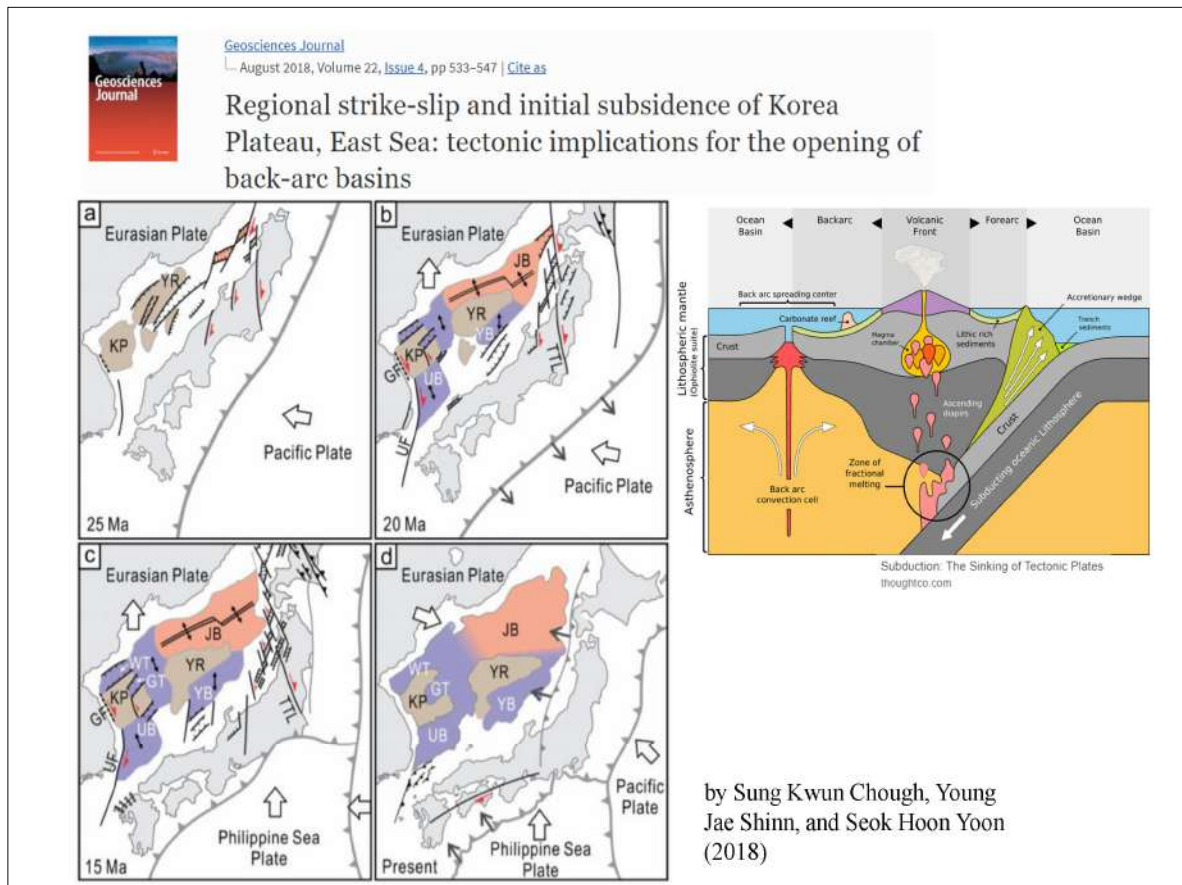 Geosciences Journal
Geosciences
Journal
August 2018, Volume 22, Issue 4, pp 533–547 | Cite as
Regional strike-slip and initial subsidence of Korea
Plateau, East Sea: tectonic implications for the opening of
back-arc basins
a
Eurasian Plate
YR
KP
Pacific Plate
25 Ma
b
Eurasian Plate
JB
YR
YB
KP
GF
UB
TTL
UF
Pacific Plate
20 Ma
c
Eurasian Plate
JB
WT
YR
GT
KP
YB
GF
UB
TTL
UF
Philippine Sea
Plate
15 Ma
d
Eurasian Plate
JB
WT
YR
GT
KP
YB
UB
Pacific
Plate
Philippine Sea
Plate
Present
Ocean
Basin
Backarc
Volcanic
Front
Forearc
Ocean
Basin
Back arc spreading center
Carbonate reef
Accretionary wedge
Trench
sediments
Magma
chamber
Lithic rich
sediments
Crust
Lithospheric mantle
(Ophiolite suite)
Ascending
diapirs
Crust
Subducting oceanic Lithosphere
Zone of
fractional
melting
Asthenosphere
Back arc
convection cell
Subduction: The Sinking of Tectonic Plates
thoughtco.com
by Sung Kwun Chough, Young
Jae Shinn, and Seok Hoon Yoon
(2018)